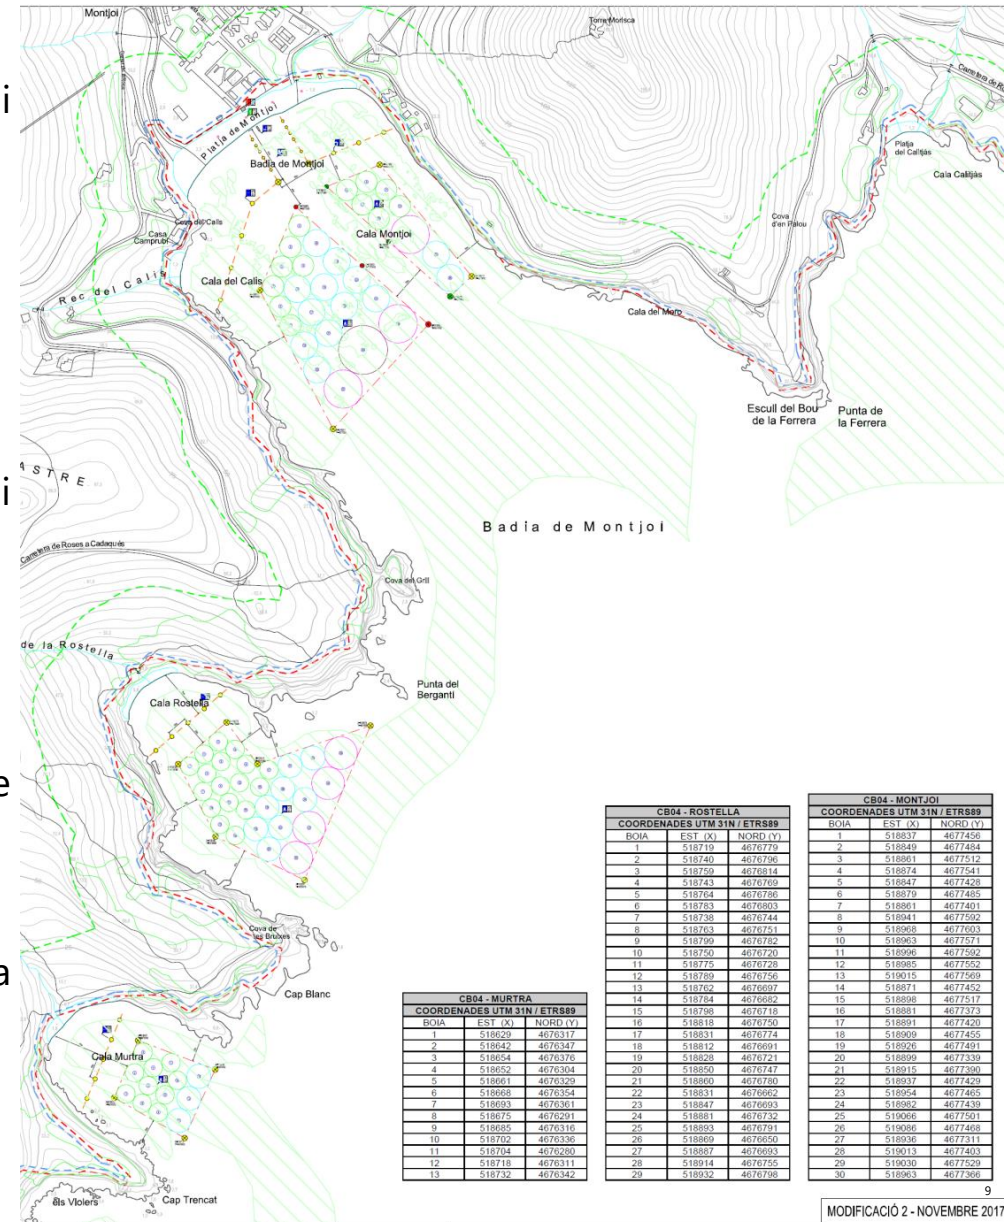 Montjoi
Torre Morisca
i
Platja de Montjoi
Badia de Montjoi
Platja
del Calitjàs
Cala Calitjàs
Cova
d'en Palou
Casa
Camprubí
Cala Montjoi
Cala del Calis
Rec del Calis
Cala del Moro
Escull del Bou
de la Ferrera
Punta de
la Ferrera
ASTRE
i
Badia de Montjoi
Carretera de Roses a Cadaqués
Cova del Grill
de la Rostella
Punta del
Bergantí
Cala Rostella
e
Cova de
les Bruixes
a
Cap Blanc
Cala Murtra
els Violers
Cap Trencat
CB04 - MURTRA
COORDENADES UTM 31N / ETRS89
BOIA EST (X) NORD (Y)
1 518629 4676317
2 518642 4676347
3 518654 4676376
4 518652 4676304
5 518661 4676329
6 518668 4676354
7 518693 4676361
8 518675 4676291
9 518685 4676316
10 518702 4676336
11 518704 4676280
12 518718 4676311
13 518732 4676342
CB04 - ROSTELLA
COORDENADES UTM 31N / ETRS89
BOIA EST (X) NORD (Y)
1 518719 4676779
2 518740 4676796
3 518759 4676814
4 518743 4676769
5 518764 4676786
6 518783 4676803
7 518738 4676744
8 518763 4676751
9 518799 4676782
10 518750 4676720
11 518775 4676728
12 518789 4676756
13 518762 4676697
14 518784 4676682
15 518798 4676718
16 518818 4676750
17 518831 4676774
18 518812 4676691
19 518828 4676721
20 518850 4676747
21 518860 4676780
22 518831 4676662
23 518847 4676693
24 518881 4676732
25 518893 4676791
26 518869 4676650
27 518887 4676693
28 518914 4676755
29 518932 4676798
CB04 - MONTJOI
COORDENADES UTM 31N / ETRS89
BOIA EST (X) NORD (Y)
1 518837 4677456
2 518849 4677484
3 518861 4677512
4 518874 4677541
5 518847 4677428
6 518879 4677485
7 518861 4677401
8 518941 4677592
9 518968 4677603
10 518963 4677571
11 518996 4677592
12 518985 4677552
13 519015 4677569
14 518871 4677452
15 518898 4677517
16 518881 4677373
17 518891 4677420
18 518909 4677455
19 518926 4677491
20 518899 4677339
21 518915 4677390
22 518937 4677429
23 518954 4677465
24 518982 4677439
25 519066 4677501
26 519086 4677468
27 518936 4677311
28 519013 4677403
29 519030 4677529
30 518963 4677366
9
MODIFICACIÓ 2 - NOVEMBRE 2017